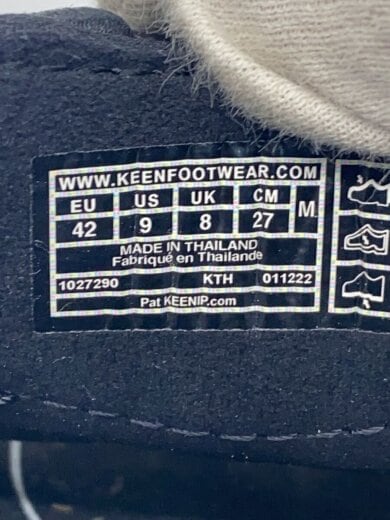 WWW.KEENFOOTWEAR.COM
EU US UK CM M
42 9 8 27
MADE IN THAILAND
Fabriqué en Thaïlande
1027290 KTH 011222
Pat KEENIP.com